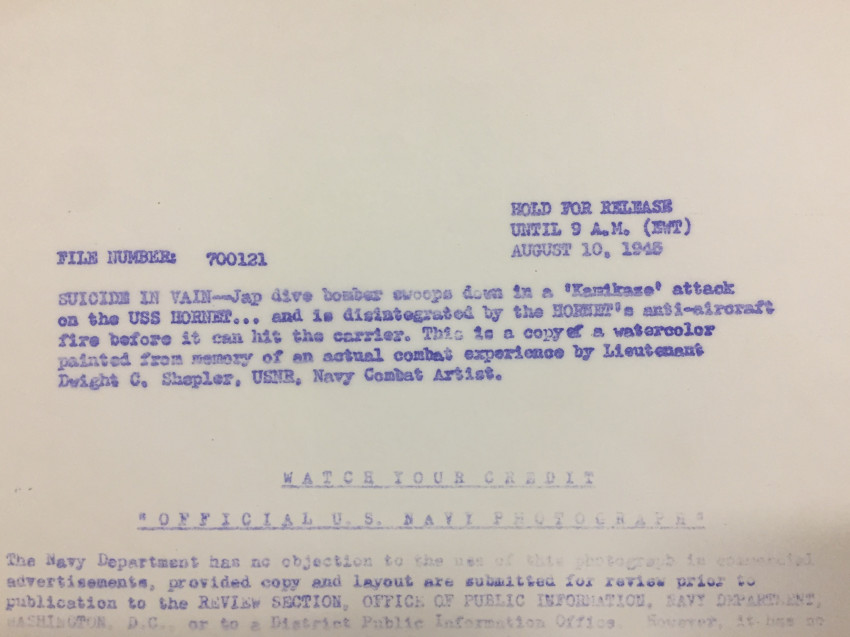 HOLD FOR RELEASE
UNTIL 9 A.M. (EWT)
AUGUST 10, 1945
FILE NUMBER: 700121
SUICIDE IN VAIN--Jap dive bomber swoops down in a 'Kamikaze' attack
on the USS HORNET... and is disintegrated by the HORNET's anti-aircraft
fire before it can hit the carrier. This is a copy of a watercolor
painted from memory of an actual combat experience by Lieutenant
Dwight C. Shepler, USNR, Navy Combat Artist.
WATCH YOUR CREDIT
"OFFICIAL U.S. NAVY PHOTOGRAPH"
The Navy Department has no objection to the use of this photograph in commercial
advertisements, provided copy and layout are submitted for review prior to
publication to the REVIEW SECTION, OFFICE OF PUBLIC INFORMATION, NAVY DEPARTMENT,
WASHINGTON, D.C., or to a District Public Information Office. However, it has no